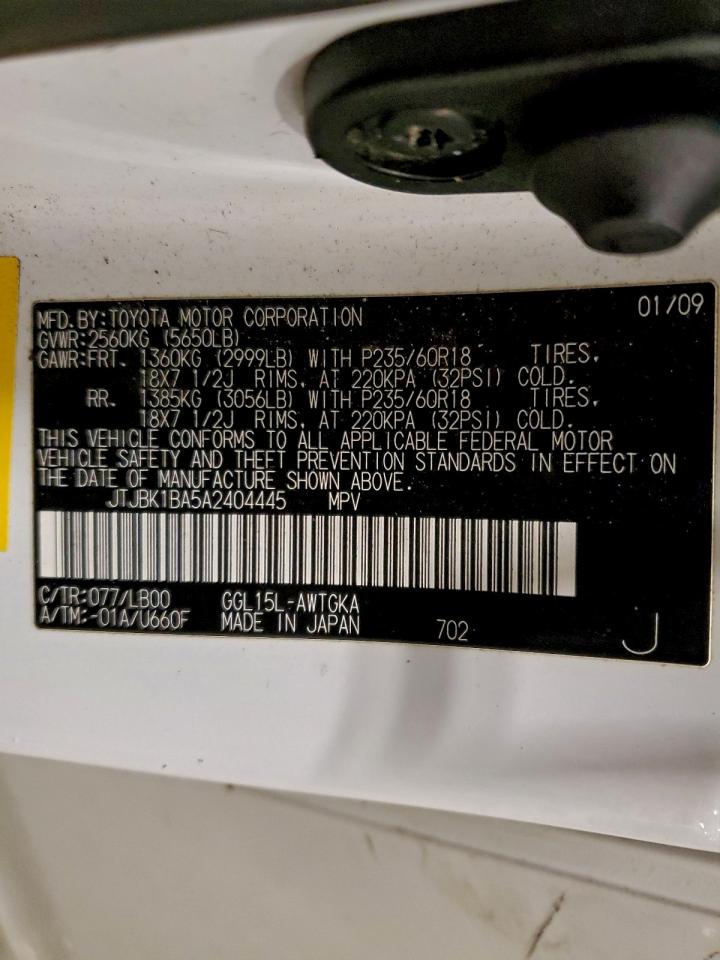 MFD. BY: TOYOTA MOTOR CORPORATION 01/09
GVWR: 2560KG (5650LB)
GAWR: FRT. 1360KG (2999LB) WITH P235/60R18 TIRES,
18X7 1/2J RIMS, AT 220KPA (32PSI) COLD.
RR. 1385KG (3056LB) WITH P235/60R18 TIRES,
18X7 1/2J RIMS, AT 220KPA (32PSI) COLD.
THIS VEHICLE CONFORMS TO ALL APPLICABLE FEDERAL MOTOR
VEHICLE SAFETY AND THEFT PREVENTION STANDARDS IN EFFECT ON
THE DATE OF MANUFACTURE SHOWN ABOVE.
JTJBK1BA5A2404445 MPV
C/TR: 077/LB00 GGL15L-AWTGKA
A/TM: -01A/U660F MADE IN JAPAN 702 J